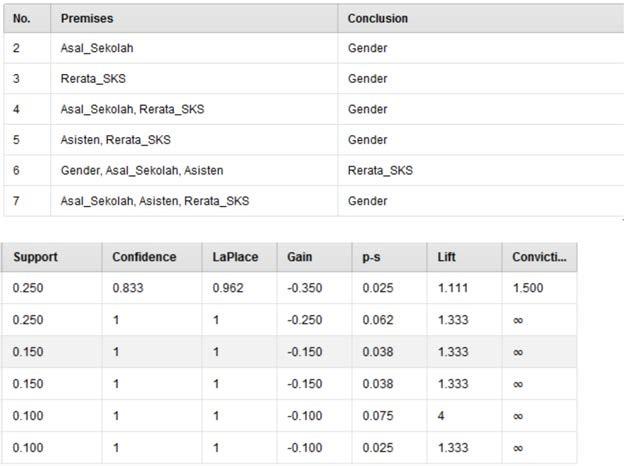 No. Premises Conclusion
2 Asal_Sekolah Gender
3 Rerata_SKS Gender
4 Asal_Sekolah, Rerata_SKS Gender
5 Asisten, Rerata_SKS Gender
6 Gender, Asal_Sekolah, Asisten Rerata_SKS
7 Asal_Sekolah, Asisten, Rerata_SKS Gender
Support Confidence LaPlace Gain p-s Lift Convicti...
0.250 0.833 0.962 -0.350 0.025 1.111 1.500
0.250 1 1 -0.250 0.062 1.333 ∞
0.150 1 1 -0.150 0.038 1.333 ∞
0.150 1 1 -0.150 0.038 1.333 ∞
0.100 1 1 -0.100 0.075 4 ∞
0.100 1 1 -0.100 0.025 1.333 ∞